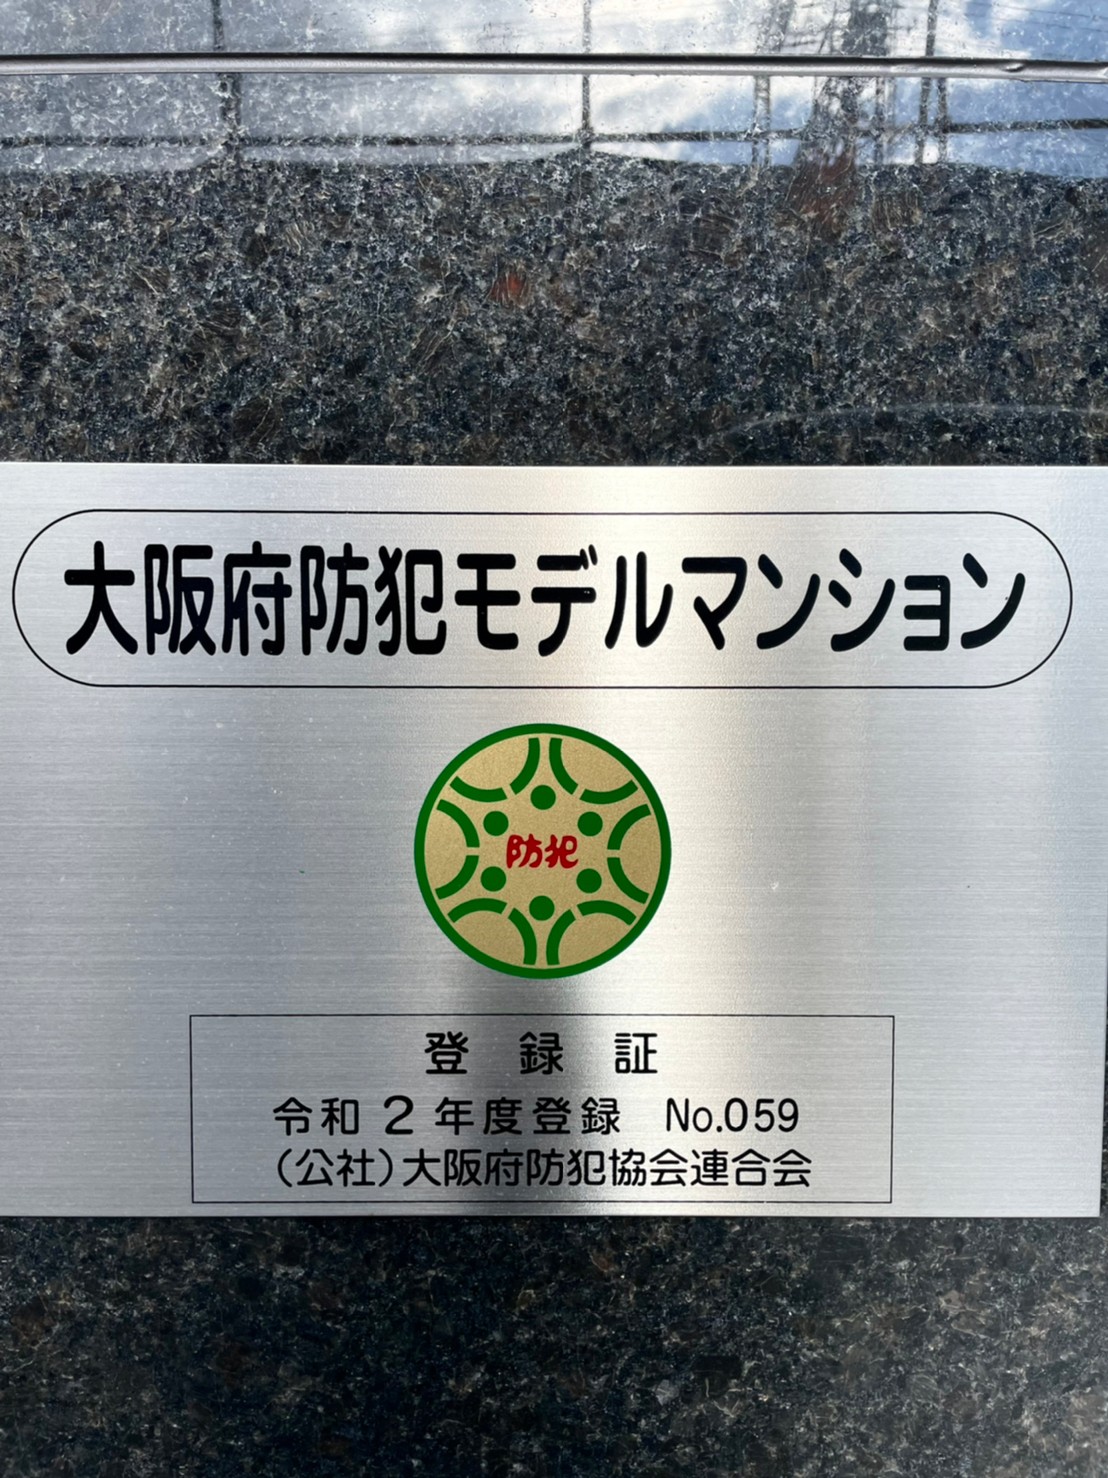 大阪府防犯モデルマンション
防犯
登録証
令和2年度登録 No.059
(公社)大阪府防犯協会連合会